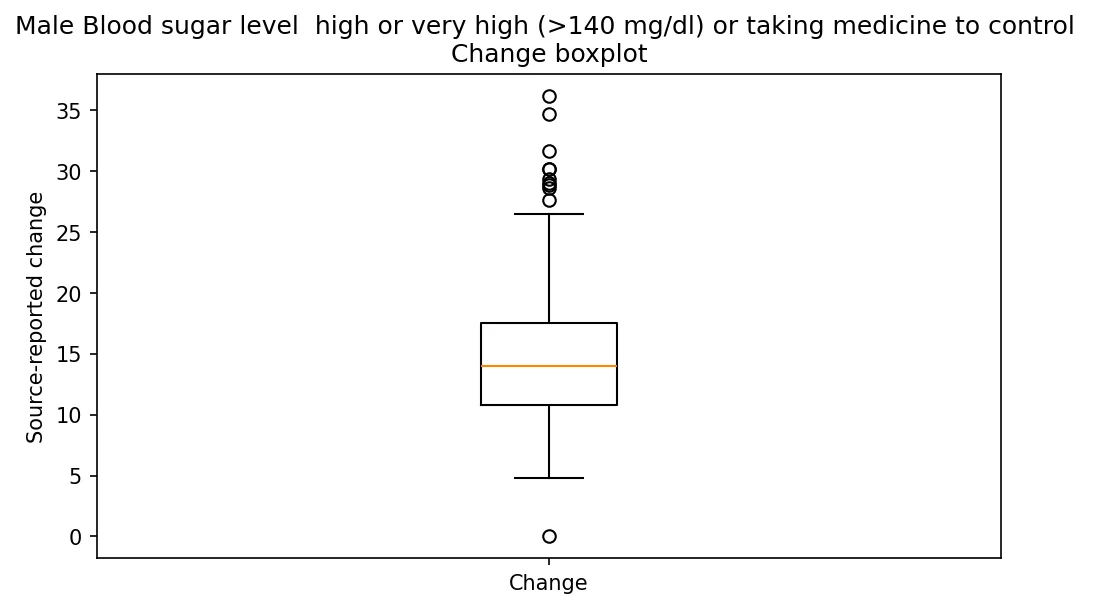 Male Blood sugar level  high or very high (>140 mg/dl) or taking medicine to control
Change boxplot
Source-reported change
35
30
25
20
15
10
5
0
Change